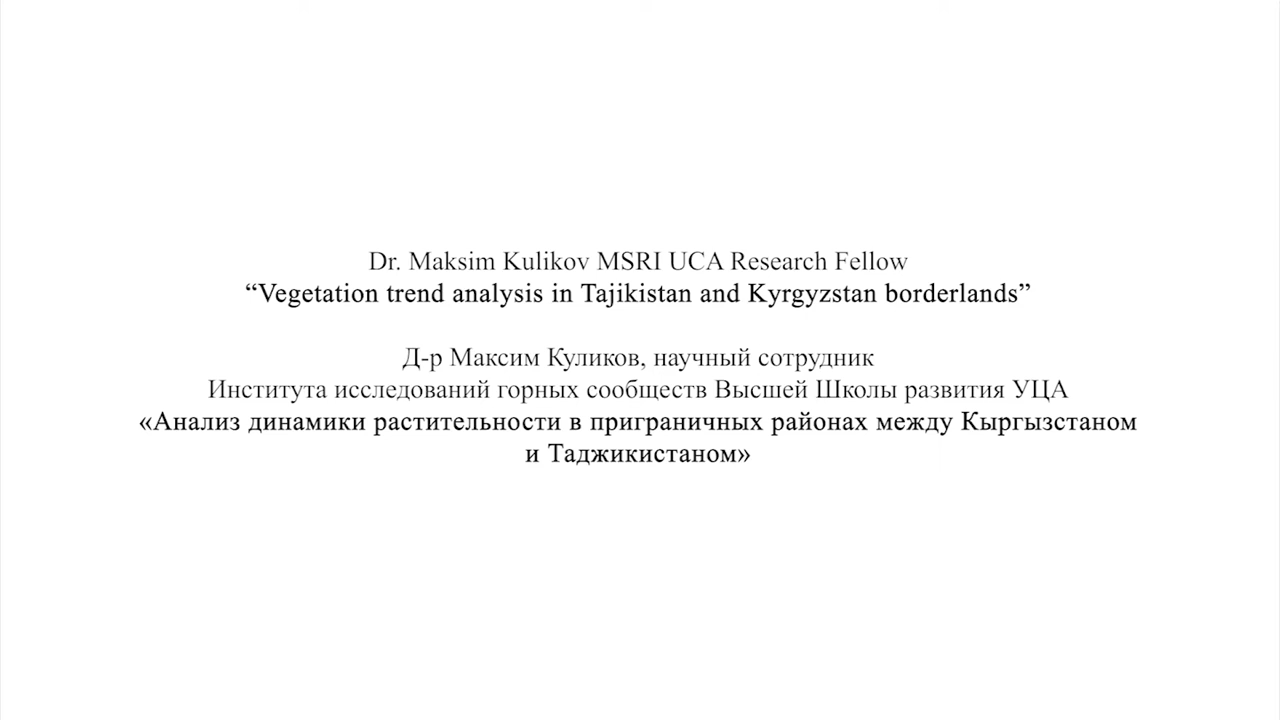 Dr. Maksim Kulikov MSRI UCA Research Fellow
“Vegetation trend analysis in Tajikistan and Kyrgyzstan borderlands”
Д-р Максим Куликов, научный сотрудник
Института исследований горных сообществ Высшей Школы развития УЦА
«Анализ динамики растительности в приграничных районах между Кыргызстаном
и Таджикистаном»